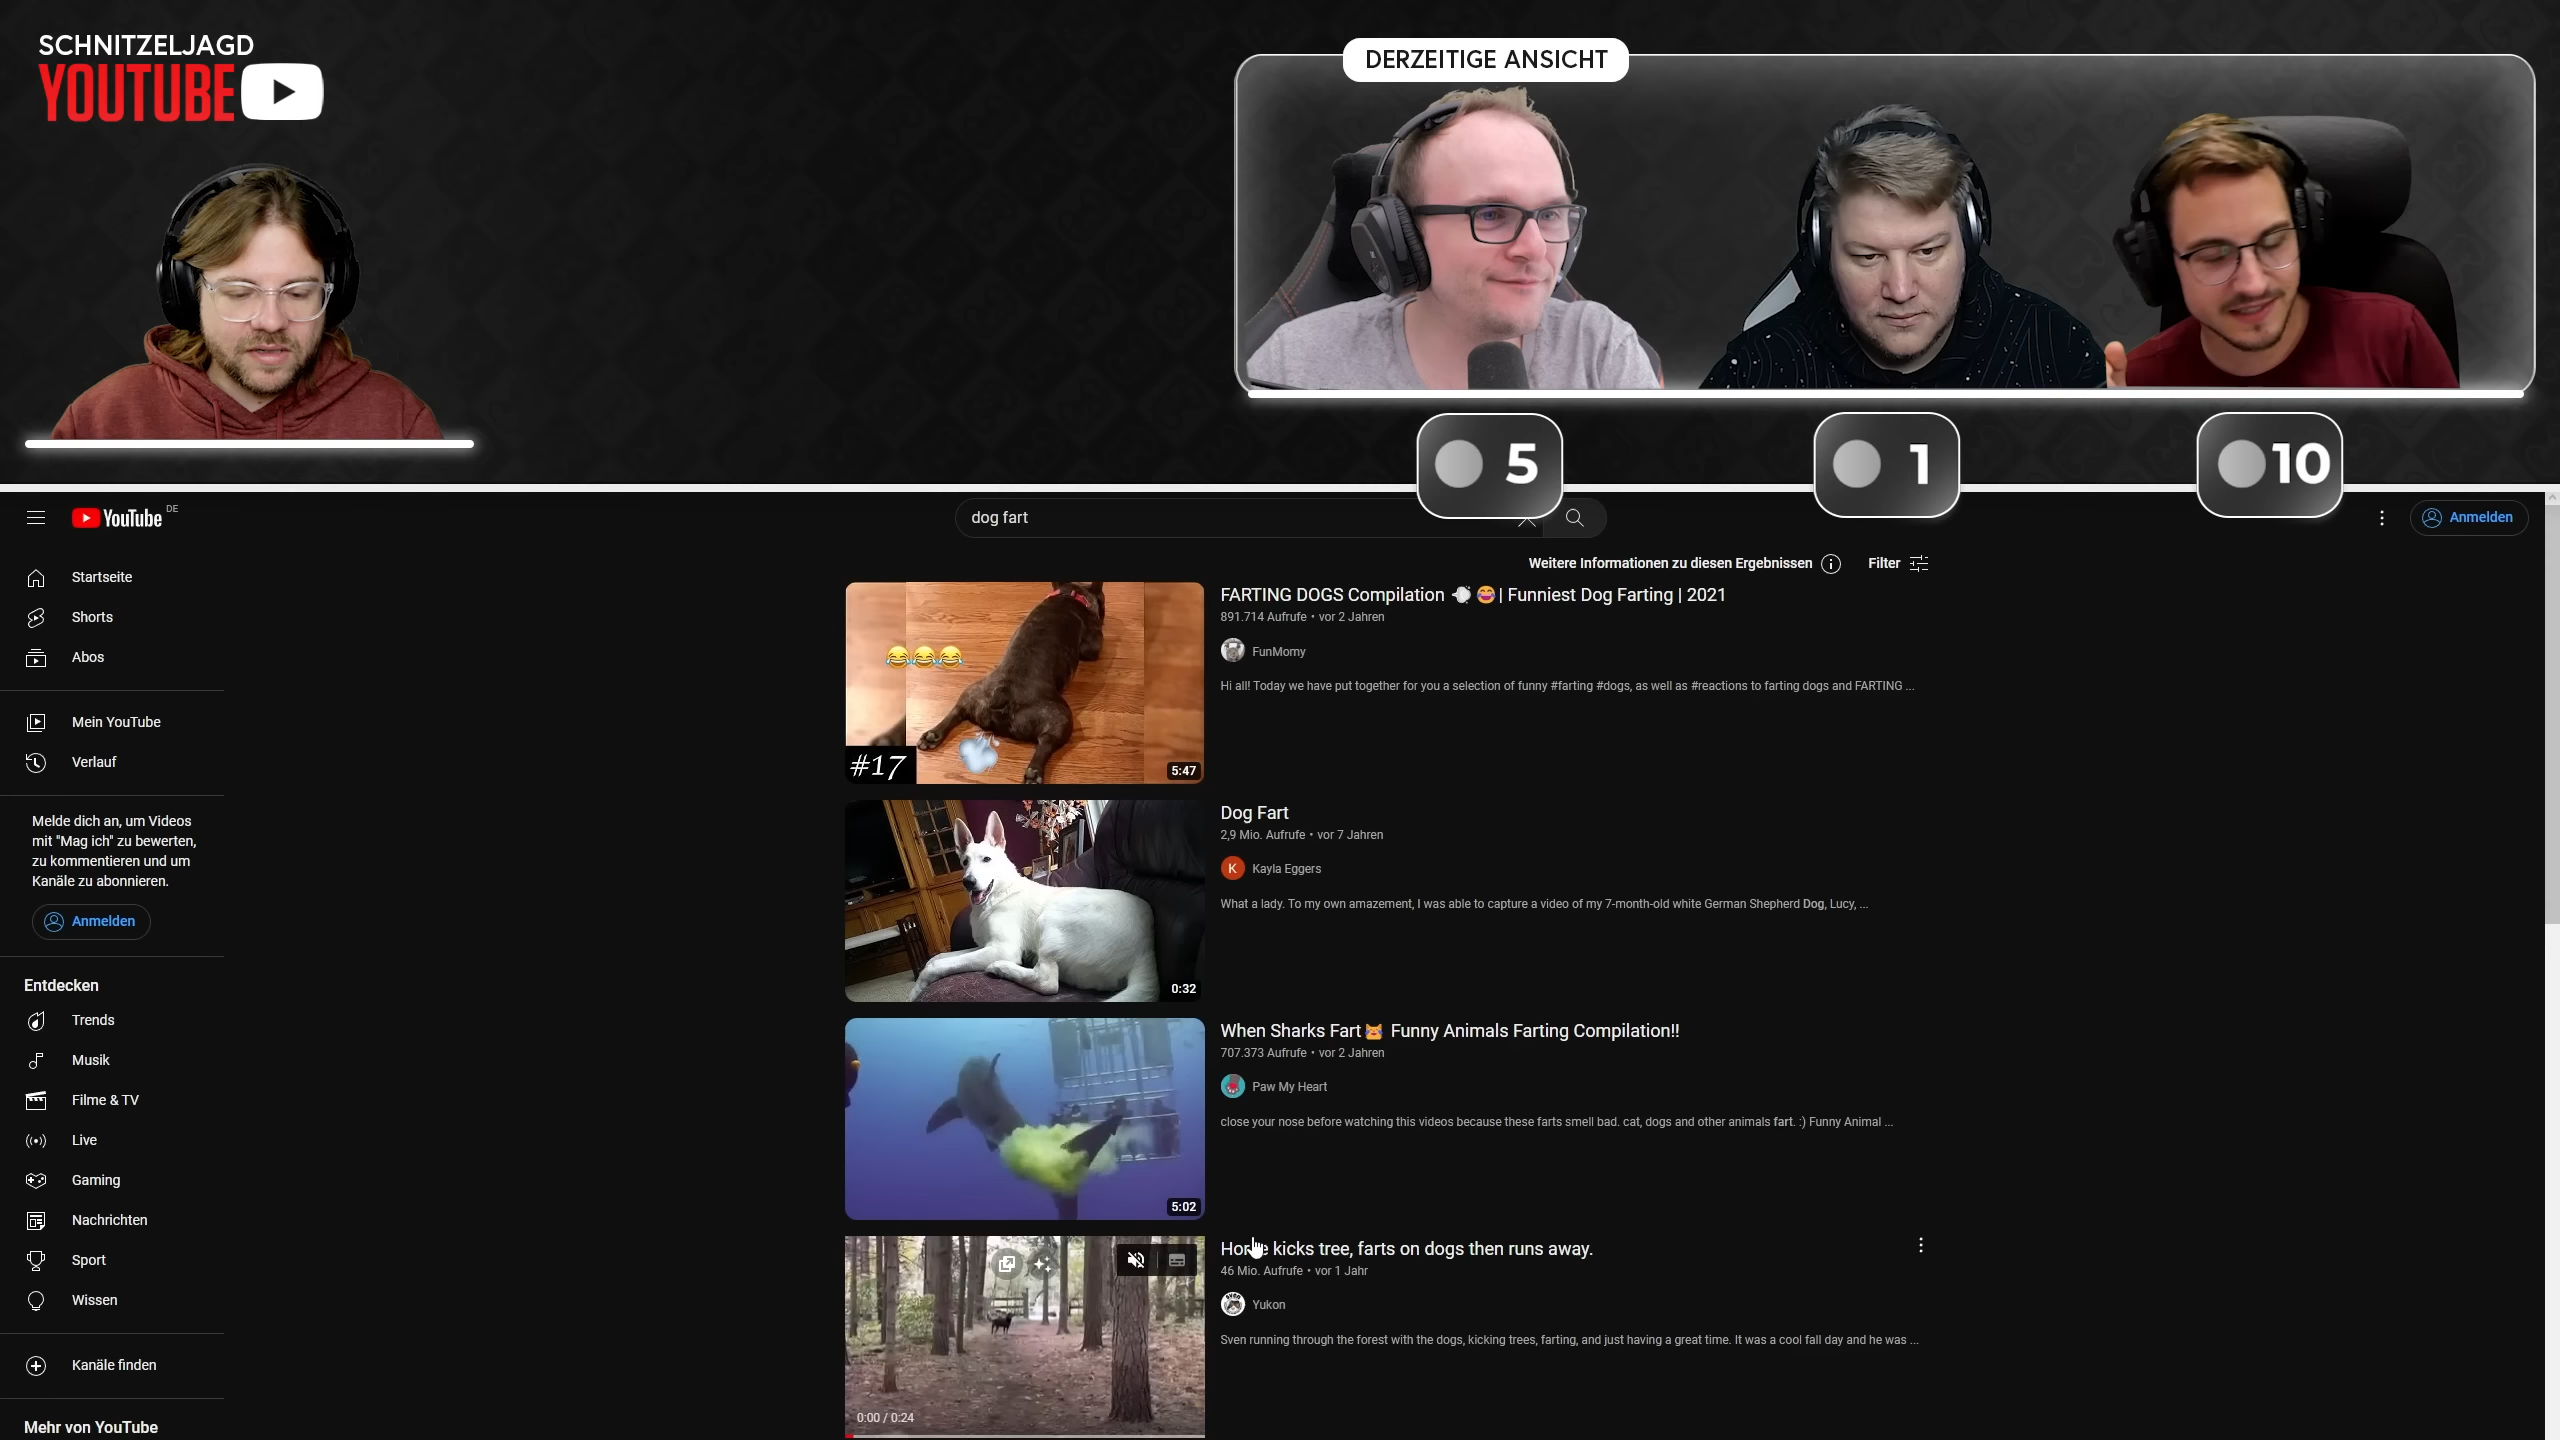 SCHNITZELJAGD
YOUTUBE
DERZEITIGE ANSICHT
5
1
10
YouTube DE
dog fart
Anmelden
Startseite
Shorts
Abos
Mein YouTube
Verlauf
Melde dich an, um Videos
mit "Mag ich" zu bewerten,
zu kommentieren und um
Kanäle zu abonnieren.
Anmelden
Entdecken
Trends
Musik
Filme & TV
Live
Gaming
Nachrichten
Sport
Wissen
Kanäle finden
Mehr von YouTube
Weitere Informationen zu diesen Ergebnissen
Filter
#17
5:47
FARTING DOGS Compilation 💨😂| Funniest Dog Farting | 2021
891.714 Aufrufe • vor 2 Jahren
FunMomy
Hi all! Today we have put together for you a selection of funny #farting #dogs, as well as #reactions to farting dogs and FARTING ...
0:32
Dog Fart
2,9 Mio. Aufrufe • vor 7 Jahren
K Kayla Eggers
What a lady. To my own amazement, I was able to capture a video of my 7-month-old white German Shepherd Dog, Lucy, ...
5:02
When Sharks Fart😹 Funny Animals Farting Compilation!!
707.373 Aufrufe • vor 2 Jahren
Paw My Heart
close your nose before watching this videos because these farts smell bad. cat, dogs and other animals fart. :) Funny Animal ...
0:00 / 0:24
Horse kicks tree, farts on dogs then runs away.
46 Mio. Aufrufe • vor 1 Jahr
Yukon
Sven running through the forest with the dogs, kicking trees, farting, and just having a great time. It was a cool fall day and he was ...